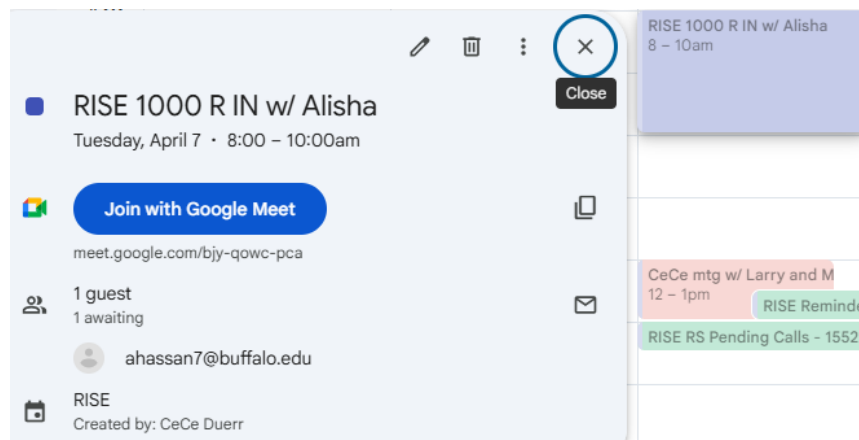 RISE 1000 R IN w/ Alisha
Tuesday, April 7 • 8:00 – 10:00am
Join with Google Meet
meet.google.com/bjy-qowc-pca
1 guest
1 awaiting
ahassan7@buffalo.edu
RISE
Created by: CeCe Duerr
Close
RISE 1000 R IN w/ Alisha
8 – 10am
CeCe mtg w/ Larry and M
12 – 1pm
RISE Reminde
RISE RS Pending Calls - 1552